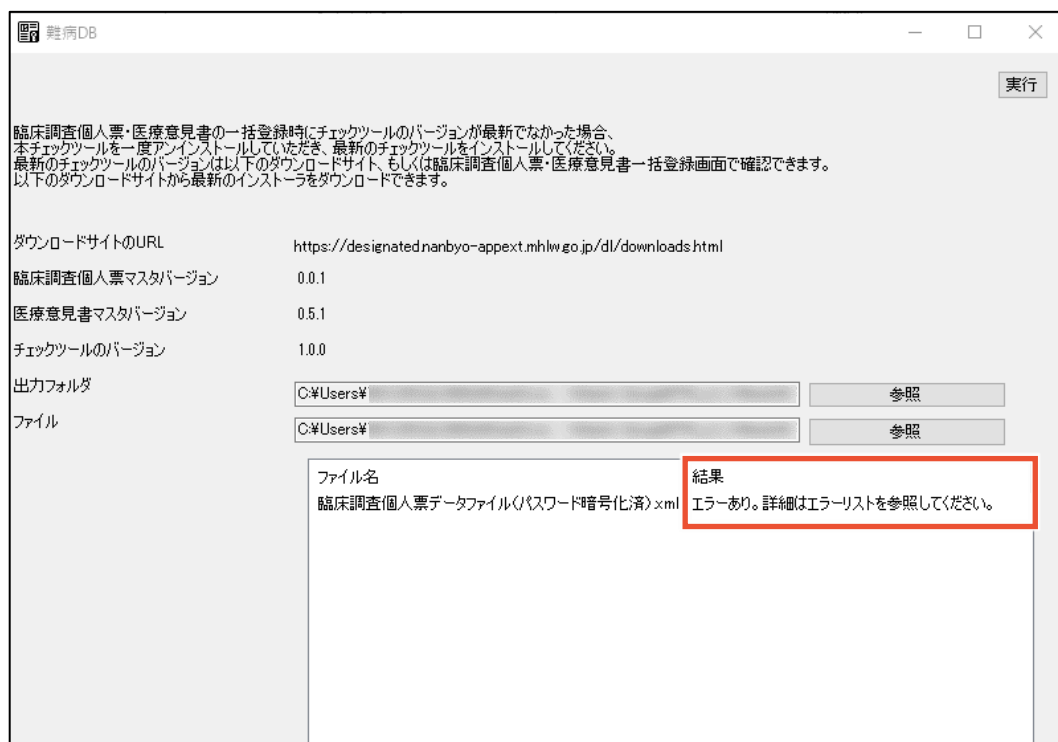 難病DB
実行
臨床調査個人票・医療意見書の一括登録時にチェックツールのバージョンが最新でなかった場合、
本チェックツールを一度アンインストールしていただき、最新のチェックツールをインストールしてください。
最新のチェックツールのバージョンは以下のダウンロードサイト、もしくは臨床調査個人票・医療意見書一括登録画面で確認できます。
以下のダウンロードサイトから最新のインストーラをダウンロードできます。
ダウンロードサイトのURL https://designated.nanbyo-appext.mhlw.go.jp/dl/downloads.html
臨床調査個人票マスタバージョン 0.0.1
医療意見書マスタバージョン 0.5.1
チェックツールのバージョン 1.0.0
出力フォルダ C:¥Users¥ 参照
ファイル C:¥Users¥ 参照
ファイル名 結果
臨床調査個人票データファイル(パスワード暗号化済).xml エラーあり。詳細はエラーリストを参照してください。